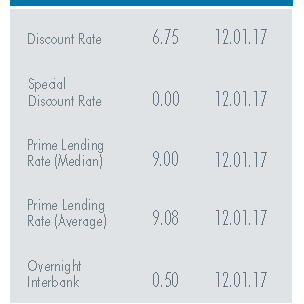 Discount Rate 6.75 12.01.17
Special
Discount Rate 0.00 12.01.17
Prime Lending
Rate (Median) 9.00 12.01.17
Prime Lending
Rate (Average) 9.08 12.01.17
Overnight
Interbank 0.50 12.01.17